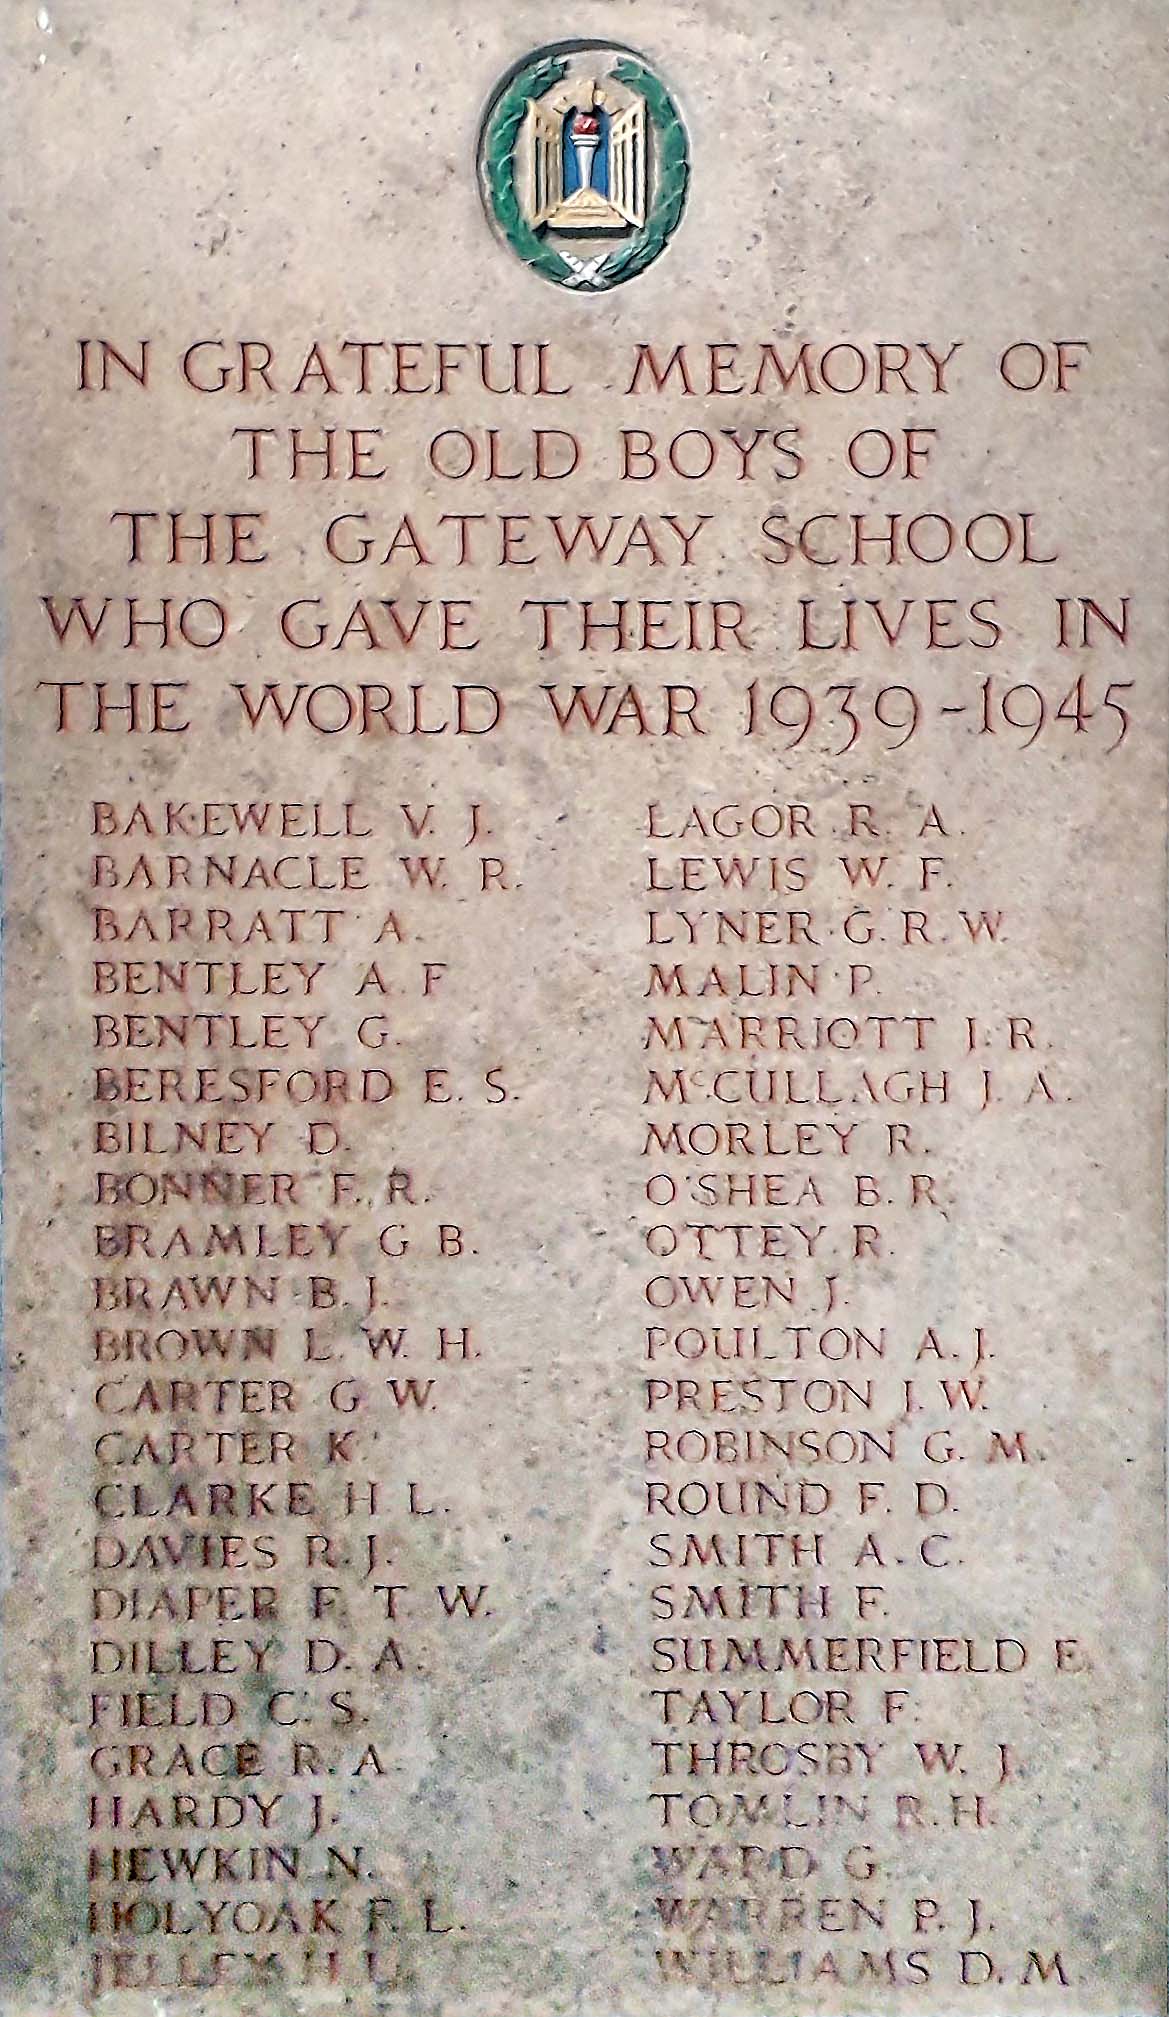 IN GRATEFUL MEMORY OF
THE OLD BOYS OF
THE GATEWAY SCHOOL
WHO GAVE THEIR LIVES IN
THE WORLD WAR 1939-1945
BAKEWELL V. J.
BARNACLE W. R.
BARRATT A.
BENTLEY A. F
BENTLEY G.
BERESFORD E. S.
BILNEY D.
BONNER F. R.
BRAMLEY G B.
BRAWN B. J.
BROWN L. W. H.
CARTER G W.
CARTER K.
CLARKE H L.
DAVIES R. J.
DIAPER F. T. W.
DILLEY D. A.
FIELD C. S.
GRACE R. A.
HARDY J.
HEWKIN N.
HOLYOAK F. L.
JELLEY H
LAGOR R. A.
LEWIS W. F.
LYNER G. R. W.
MALIN P.
MARRIOTT J. R.
McCULLAGH J. A.
MORLEY R.
O'SHEA B. R.
OTTEY R.
OWEN J.
POULTON A. J.
PRESTON J. W.
ROBINSON G. M.
ROUND F. D.
SMITH A. C.
SMITH F.
SUMMERFIELD E.
TAYLOR F.
THROSBY W. J.
TOMLIN R. H.
WARD G.
WARREN P. J.
WILLIAMS D. M.